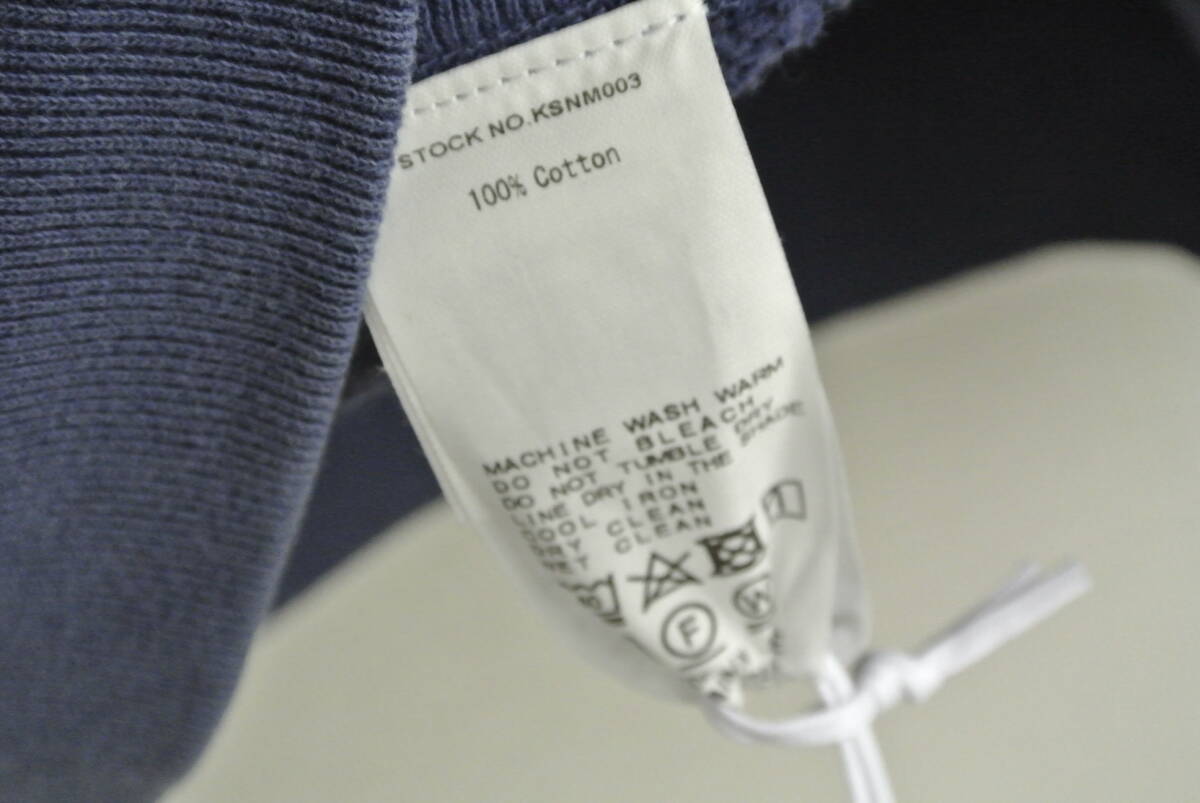 STOCK NO.KSNM003
100% Cotton
MACHINE WASH WARM
DO NOT BLEACH
DO NOT TUMBLE DRY
LINE DRY IN THE SHADE
COOL IRON
DRY CLEAN
WET CLEAN
F
W